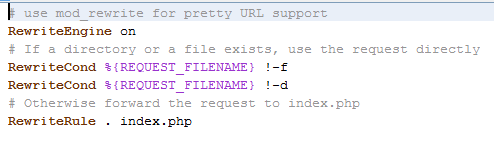 # use mod_rewrite for pretty URL support
RewriteEngine on
# If a directory or a file exists, use the request directly
RewriteCond %{REQUEST_FILENAME} !-f
RewriteCond %{REQUEST_FILENAME} !-d
# Otherwise forward the request to index.php
RewriteRule . index.php